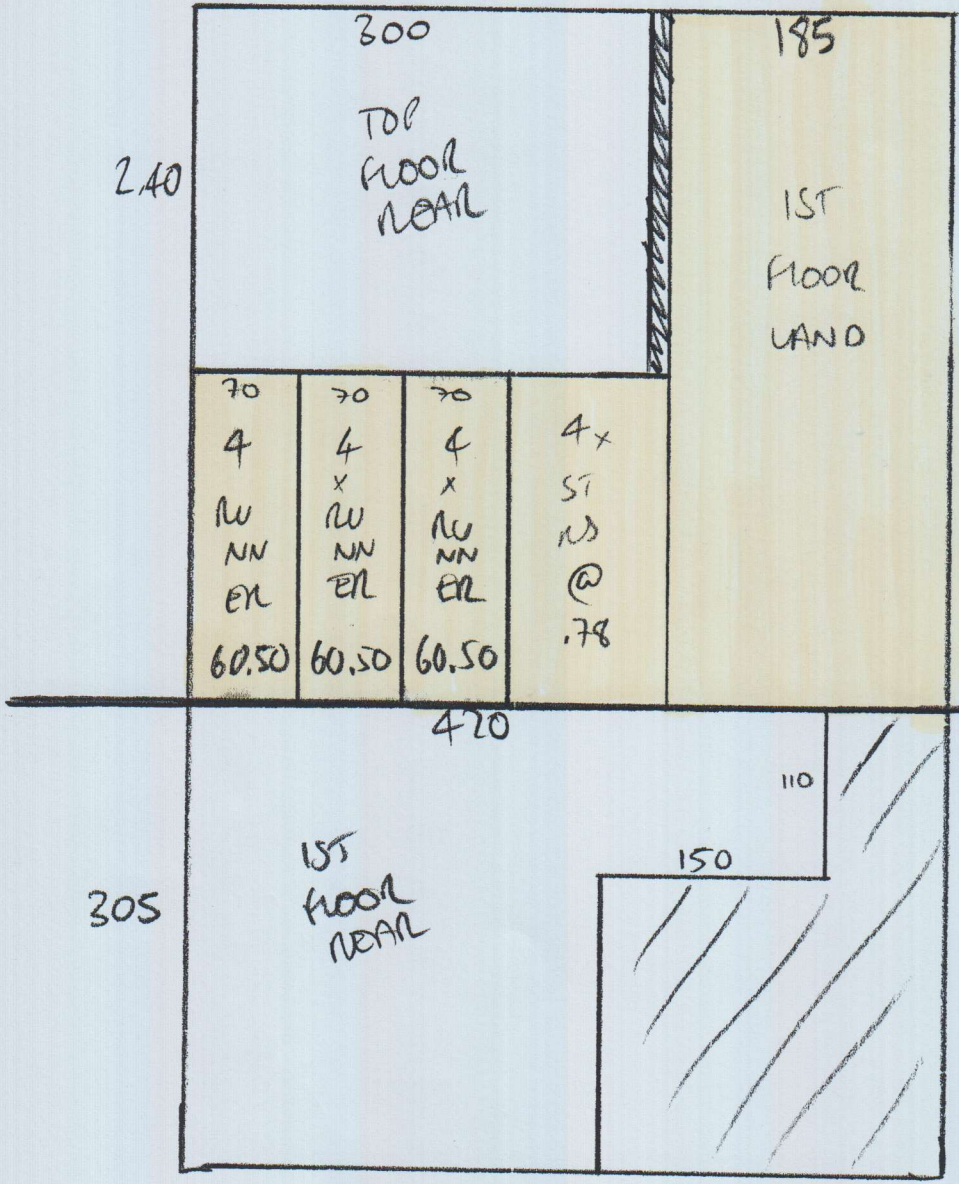 300
185
TOP
FLOOR
REAR
2.40
1ST
FLOOR
LAND
70
4
RU
NN
ER
60.50
70
4
x
RU
NN
ER
60.50
70
4
x
RU
NN
ER
60.50
4x
ST
RS
@
.78
420
110
150
1ST
FLOOR
REAR
305